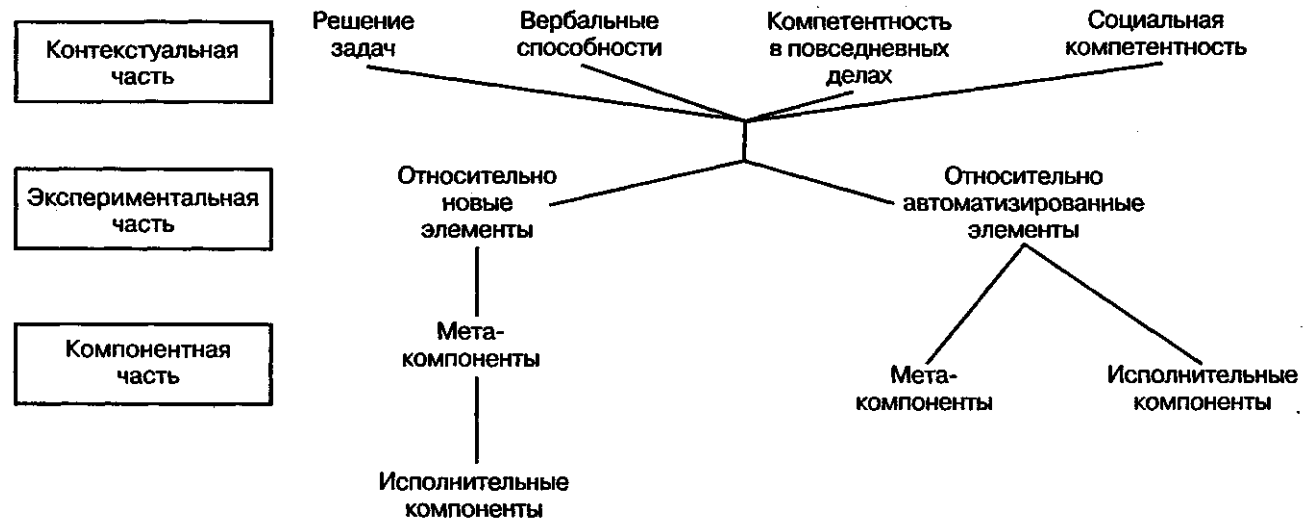 Контекстуальная
часть
Решение
задач
Вербальные
способности
Компетентность
в повседневных
делах
Социальная
компетентность
Экспериментальная
часть
Относительно
новые
элементы
Относительно
автоматизированные
элементы
Компонентная
часть
Мета-
компоненты
Исполнительные
компоненты
Мета-
компоненты
Исполнительные
компоненты